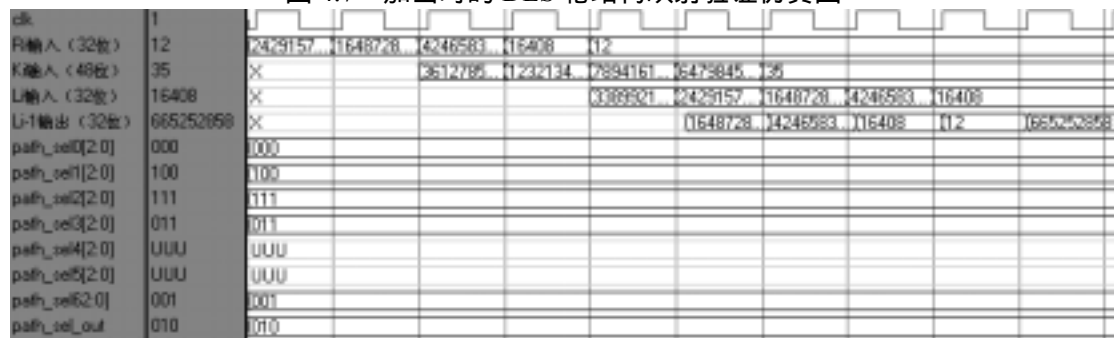 clk 1
Ri输入（32位） 12 2429157... 1648728... 4246583... 16408 12
K输入（48位） 35 X 3612785... 1232134... 7894161... 6479845... 35
Li输入（32位） 16408 X 3389921... 2429157... 1648728... 4246583... 16408
Li-1输出（32位） 665252858 X 1648728... 4246583... 16408 12 665252858
path_sel0[2:0] 000 000
path_sel1[2:0] 100 100
path_sel2[2:0] 111 111
path_sel3[2:0] 011 011
path_sel4[2:0] UUU UUU
path_sel5[2:0] UUU UUU
path_sel62:0] 001 001
path_sel_out 010 010